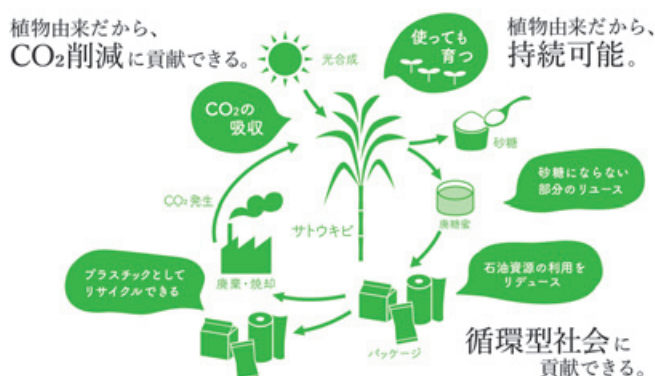 植物由来だから、
CO₂削減に貢献できる。
光合成
使っても
育つ
植物由来だから、
持続可能。
CO₂の
吸収
砂糖
CO₂発生
サトウキビ
廃糖蜜
砂糖にならない
部分のリユース
プラスチックとして
リサイクルできる
廃棄・焼却
石油資源の利用を
リデュース
パッケージ
循環型社会に
貢献できる。